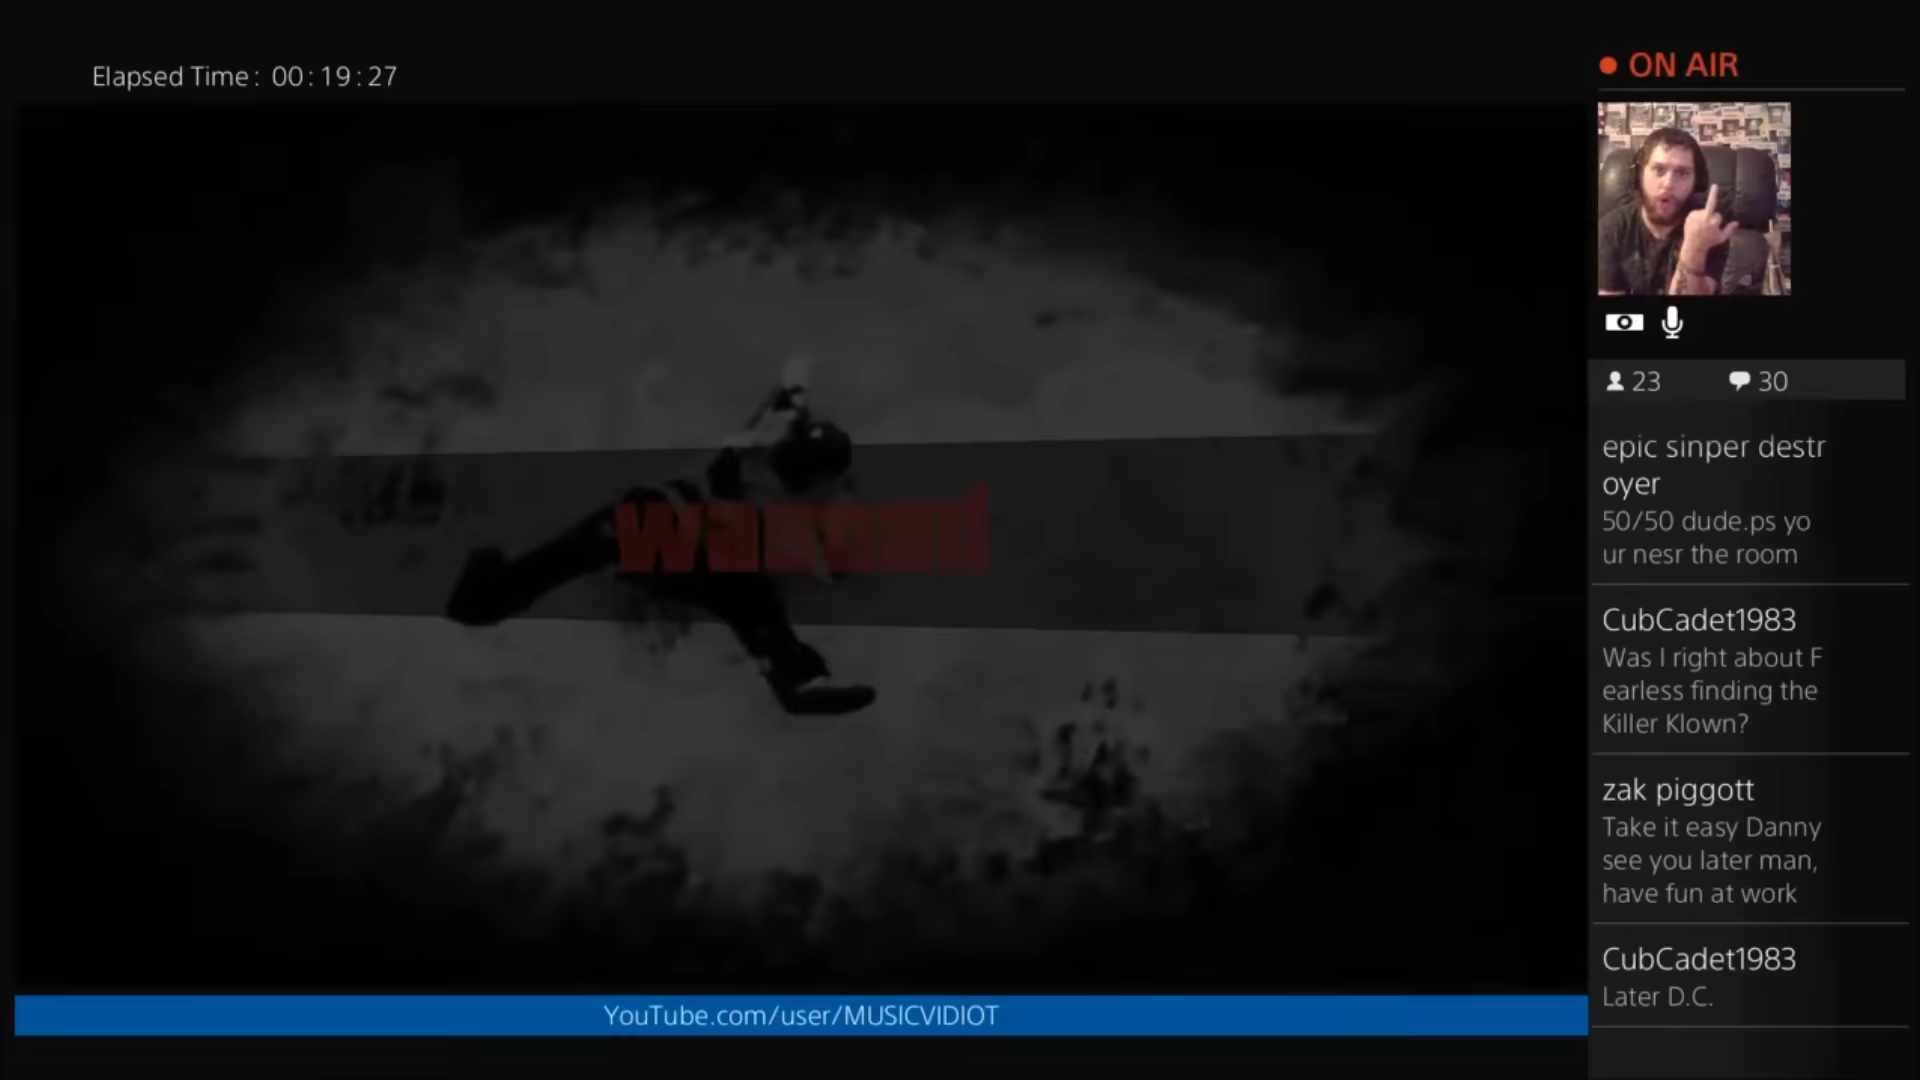 Elapsed Time: 00:19:27
ON AIR
23 30
epic sinper destr
oyer
50/50 dude.ps yo
ur nesr the room
CubCadet1983
Was I right about F
earless finding the
Killer Klown?
zak piggott
Take it easy Danny
see you later man,
have fun at work
CubCadet1983
Later D.C.
wasted
YouTube.com/user/MUSICVIDIOT